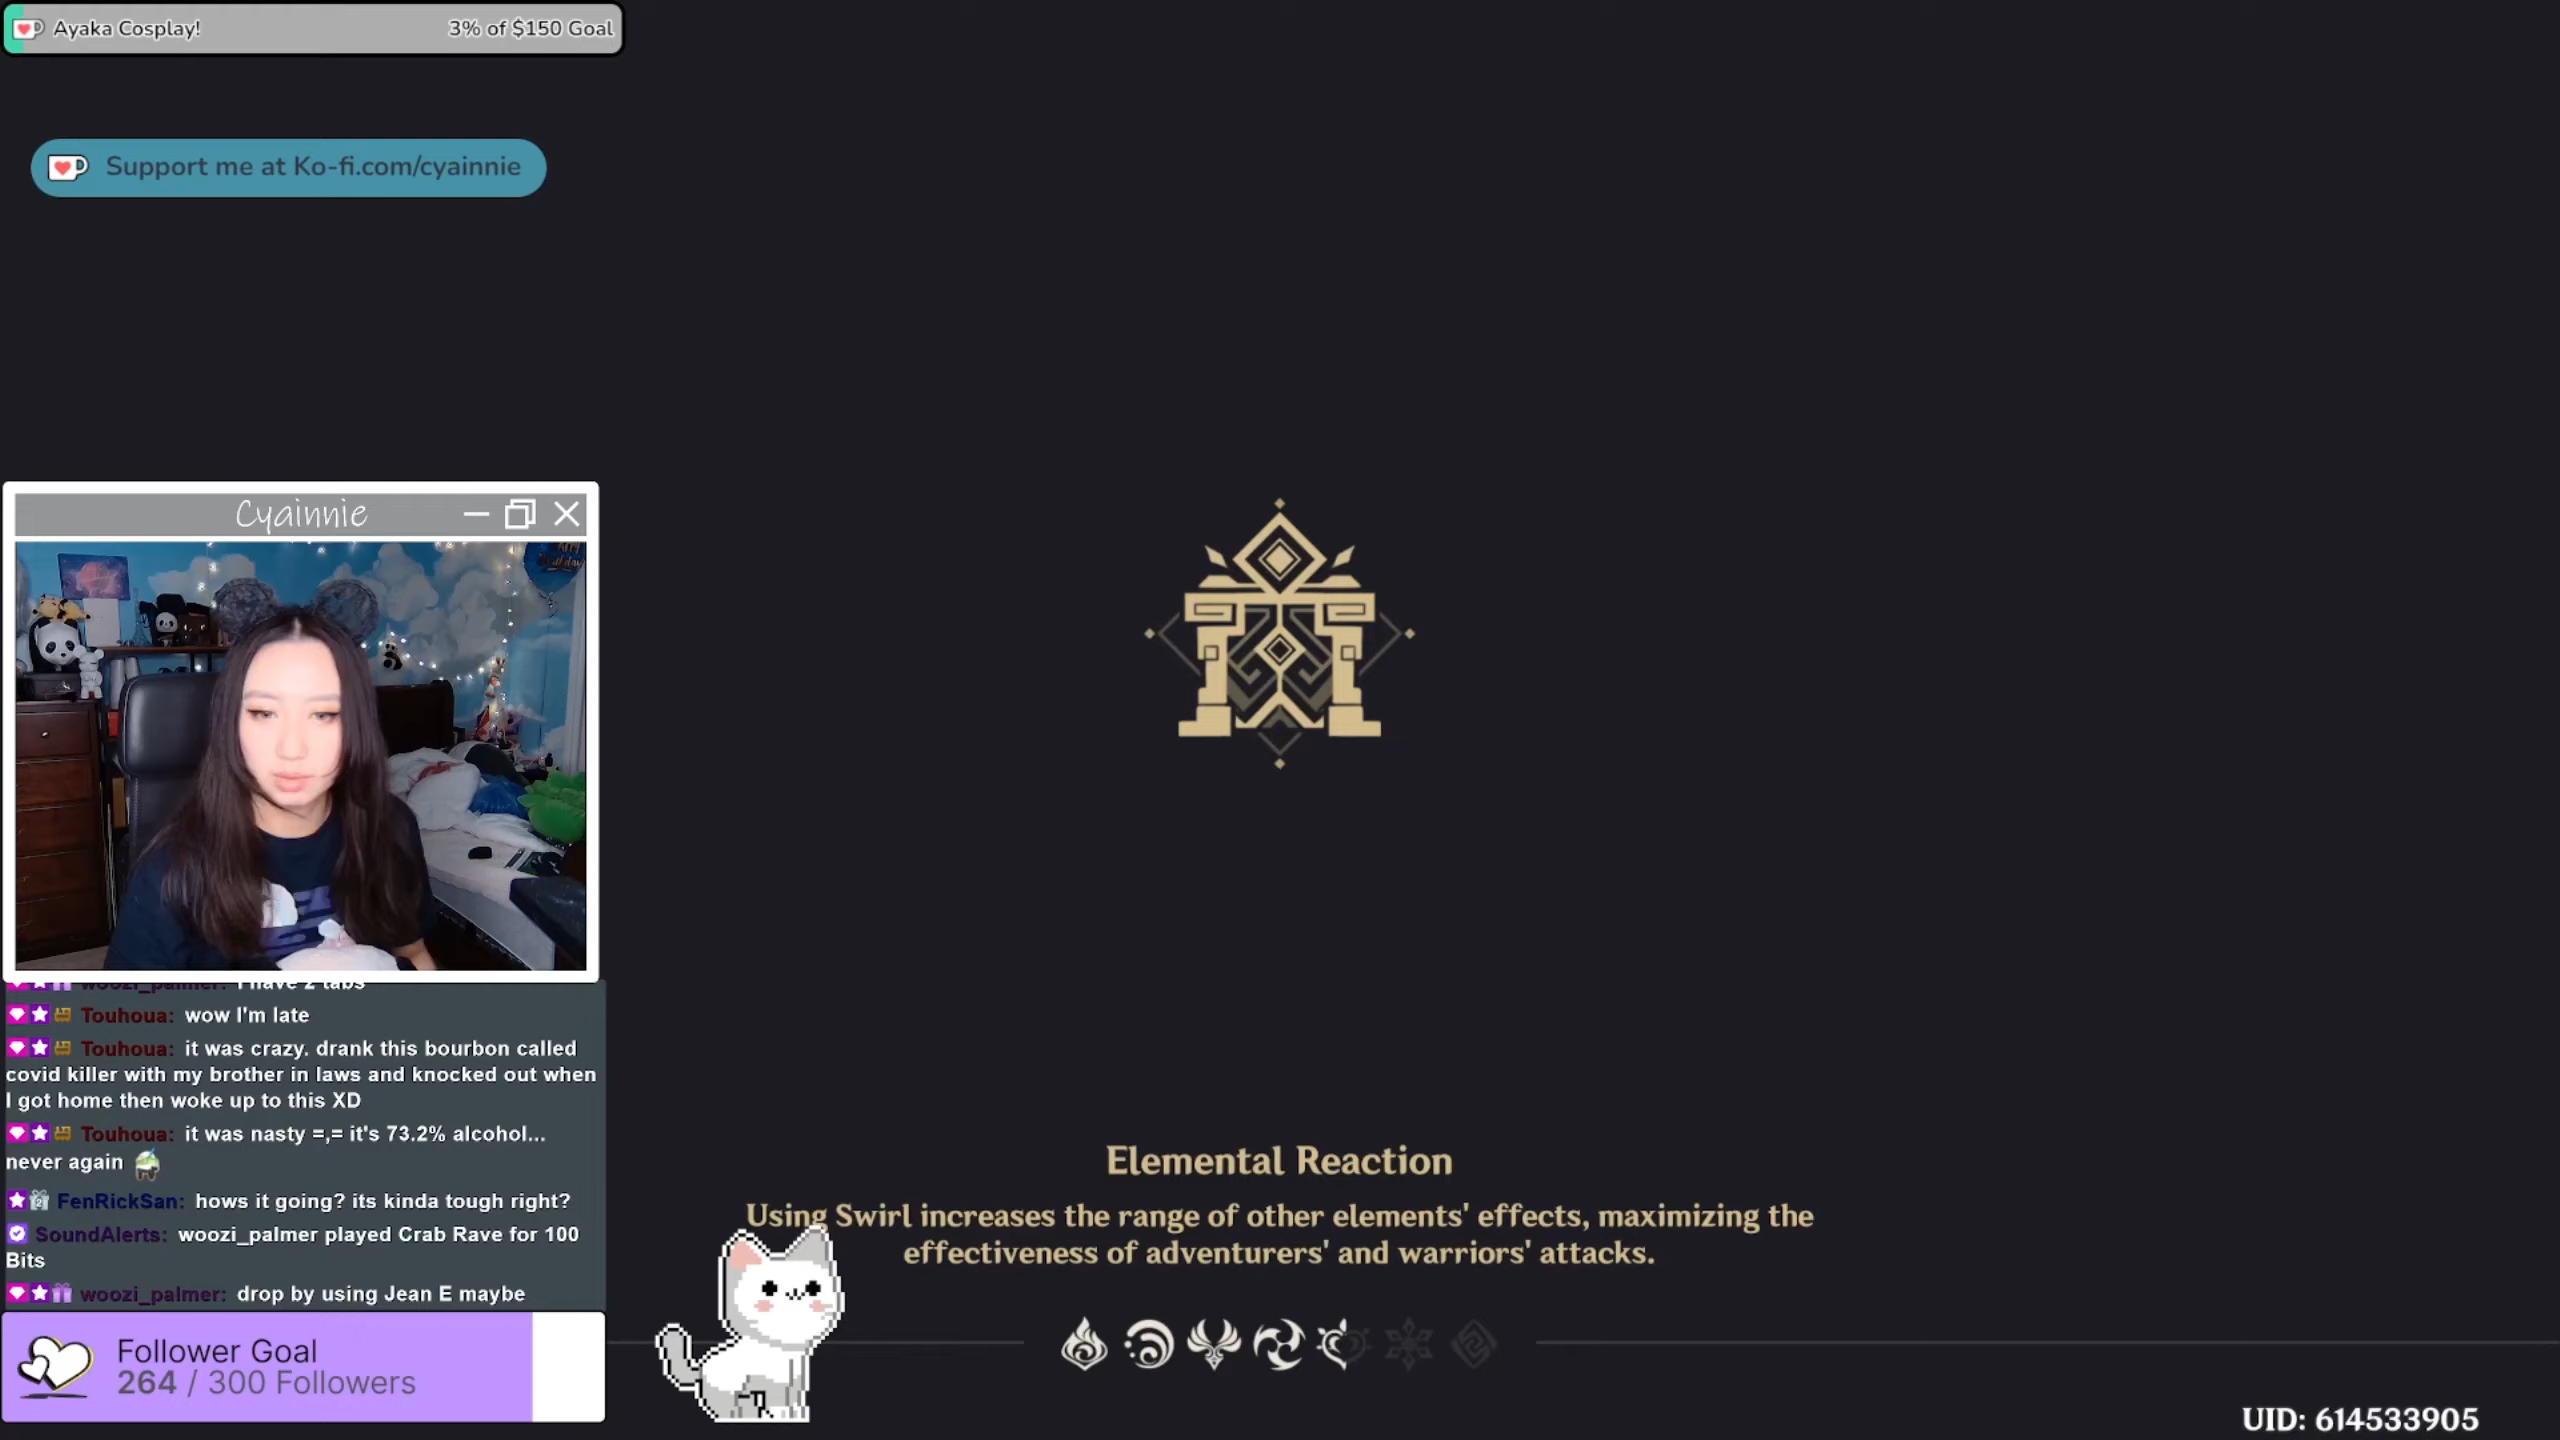 Ayaka Cosplay!
3% of $150 Goal
Support me at Ko-fi.com/cyainnie
Cyainnie
woozi_palmer: I have 2 tabs
Touhoua: wow I'm late
Touhoua: it was crazy. drank this bourbon called
covid killer with my brother in laws and knocked out when
I got home then woke up to this XD
Touhoua: it was nasty =,= it's 73.2% alcohol...
never again
FenRickSan: hows it going? its kinda tough right?
SoundAlerts: woozi_palmer played Crab Rave for 100
Bits
woozi_palmer: drop by using Jean E maybe
Follower Goal
264 / 300 Followers
Elemental Reaction
Using Swirl increases the range of other elements' effects, maximizing the
effectiveness of adventurers' and warriors' attacks.
UID: 614533905